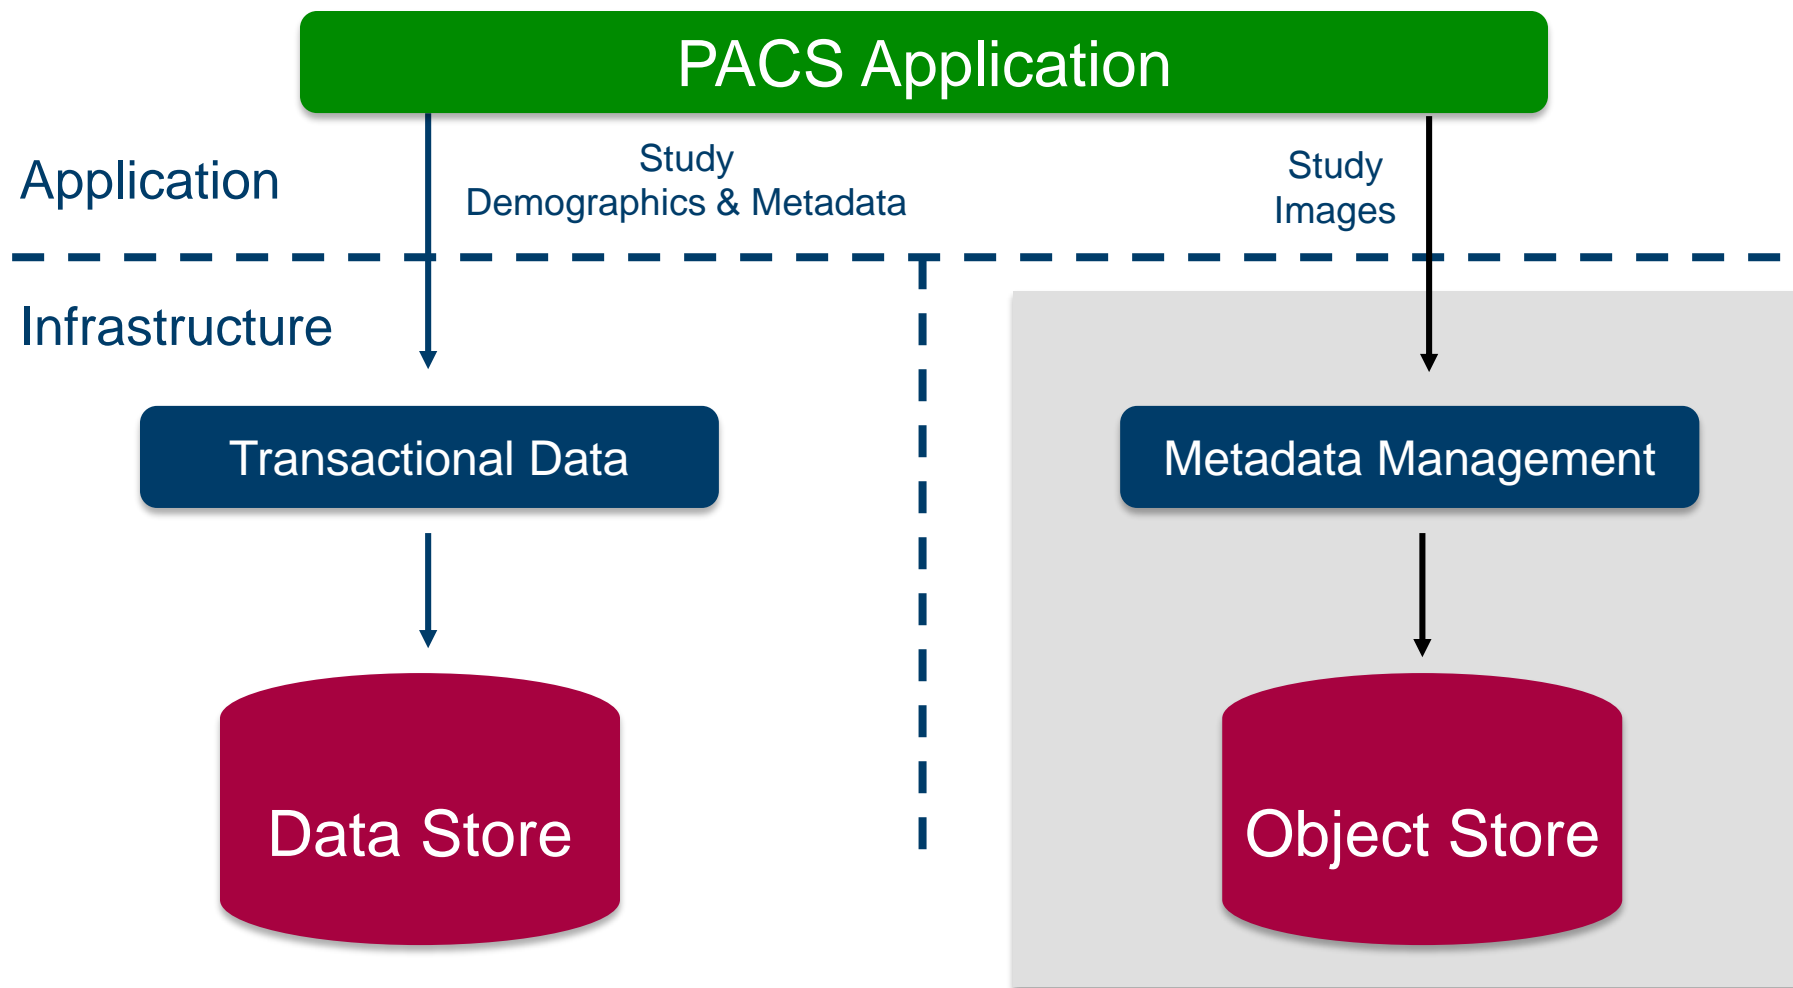 PACS Application
Application
Study
Demographics & Metadata
Study
Images
Infrastructure
Transactional Data
Metadata Management
Data Store
Object Store